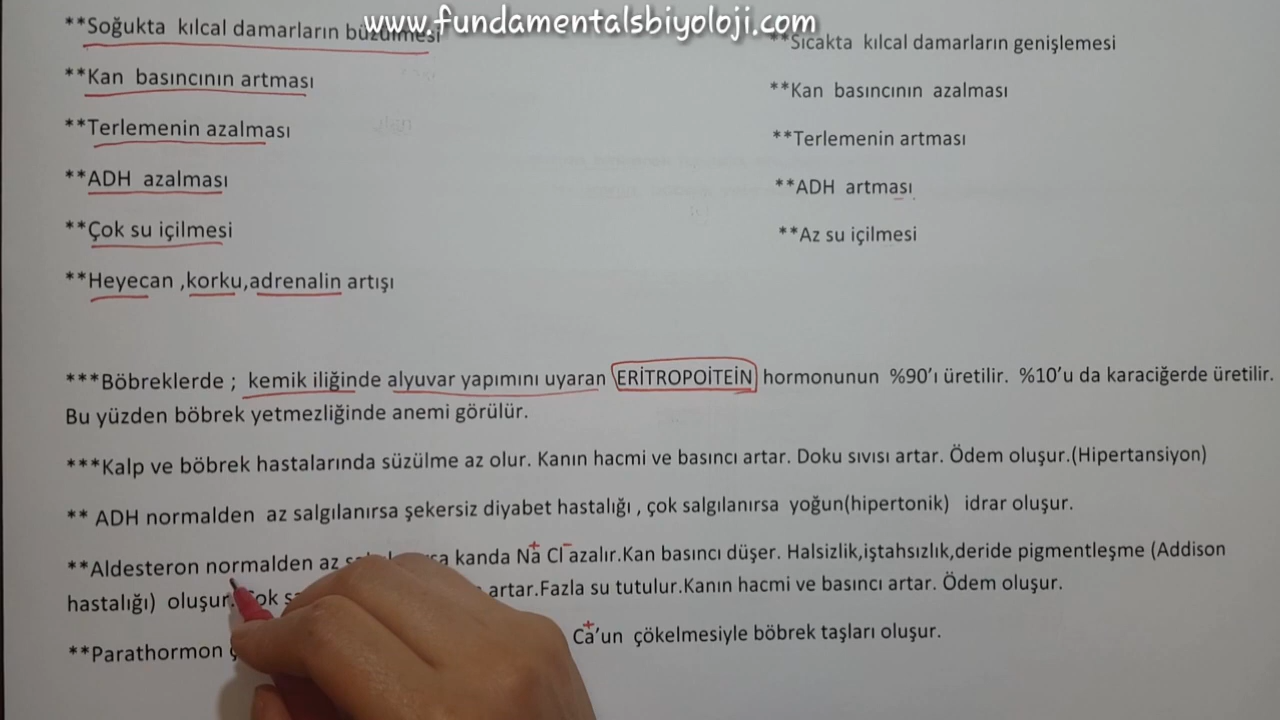 www.fundamentalsbiyoloji.com
**Soğukta kılcal damarların büzülmesi
**Kan basıncının artması
**Terlemenin azalması
**ADH azalması
**Çok su içilmesi
**Heyecan ,korku,adrenalin artışı
**Sıcakta kılcal damarların genişlemesi
**Kan basıncının azalması
**Terlemenin artması
**ADH artması
**Az su içilmesi
***Böbreklerde ; kemik iliğinde alyuvar yapımını uyaran ERİTROPOİTEİN hormonunun %90'ı üretilir. %10'u da karaciğerde üretilir.
Bu yüzden böbrek yetmezliğinde anemi görülür.
***Kalp ve böbrek hastalarında süzülme az olur. Kanın hacmi ve basıncı artar. Doku sıvısı artar. Ödem oluşur.(Hipertansiyon)
** ADH normalden az salgılanırsa şekersiz diyabet hastalığı , çok salgılanırsa yoğun(hipertonik) idrar oluşur.
**Aldesteron normalden az kanda Na+ Cl- azalır.Kan basıncı düşer. Halsizlik,iştahsızlık,deride pigmentleşme (Addison
hastalığı) oluşur. artar.Fazla su tutulur.Kanın hacmi ve basıncı artar. Ödem oluşur.
**Parathormon Ca+'un çökelmesiyle böbrek taşları oluşur.